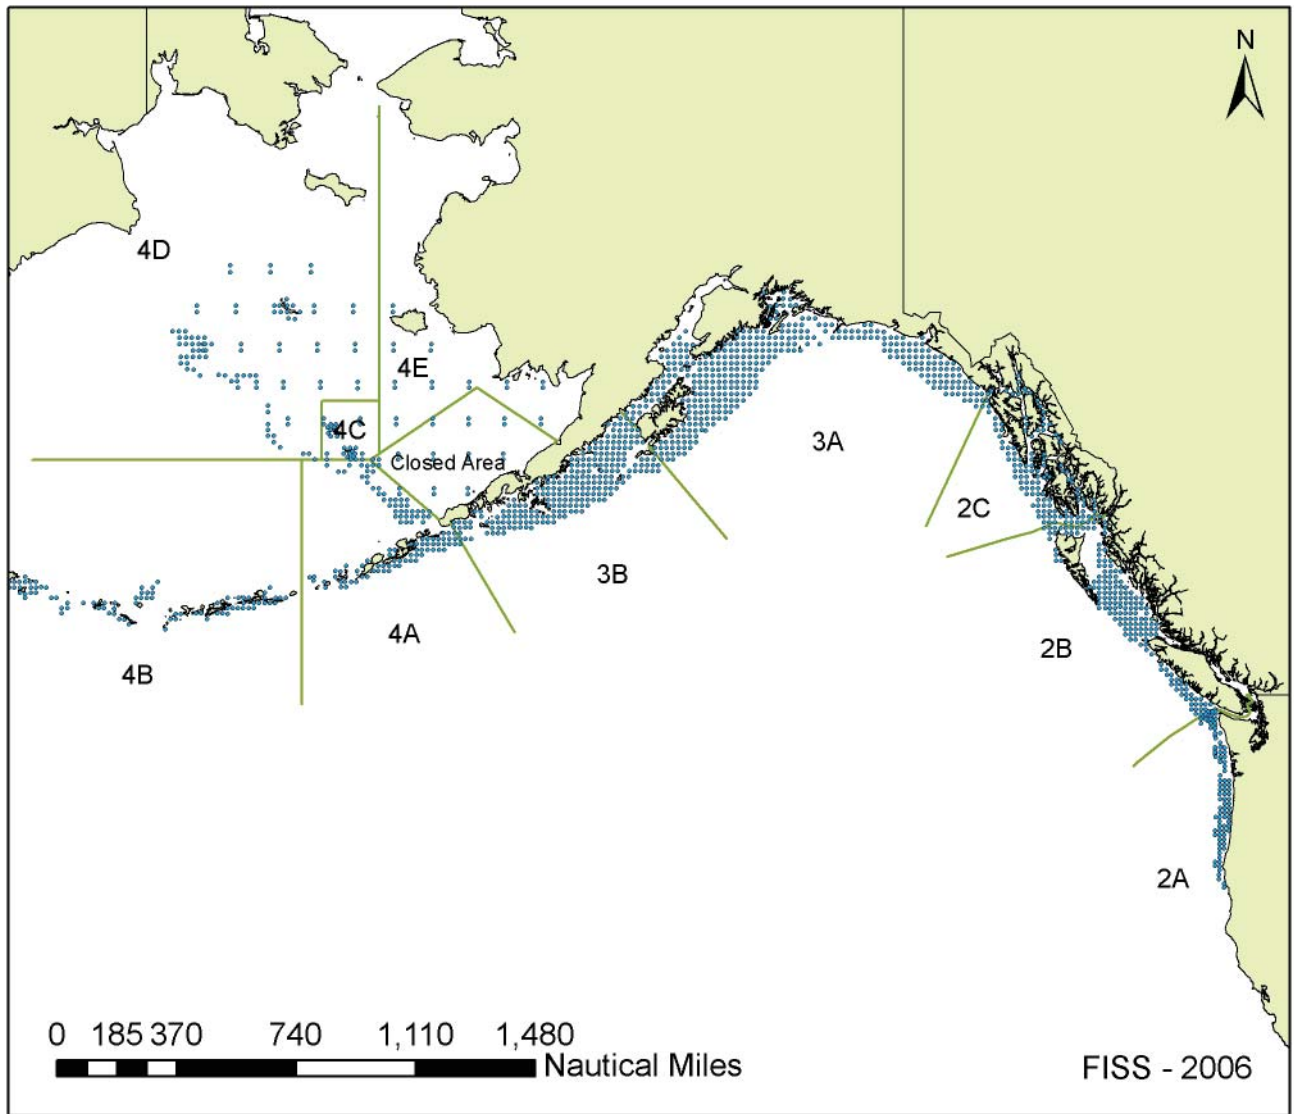 N
4D
4E
4C
Closed Area
3A
2C
3B
4A
2B
4B
2A
0 185 370 740 1,110 1,480
Nautical Miles
FISS - 2006